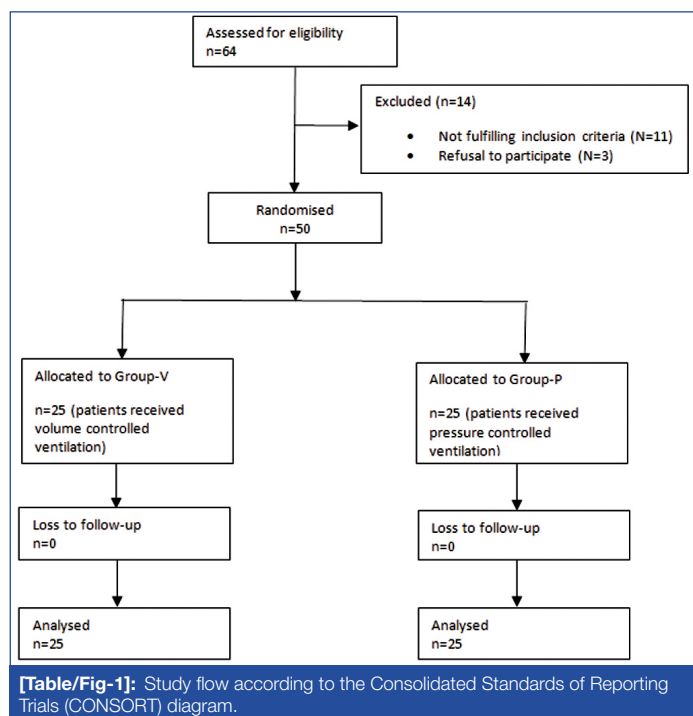 Assessed for eligibility
n=64
Excluded (n=14)
• Not fulfilling inclusion criteria (N=11)
• Refusal to participate (N=3)
Randomised
n=50
Allocated to Group-V
n=25 (patients received
volume controlled
ventilation)
Allocated to Group-P
n=25 (patients received
pressure controlled
ventilation)
Loss to follow-up
n=0
Loss to follow-up
n=0
Analysed
n=25
Analysed
n=25
[Table/Fig-1]: Study flow according to the Consolidated Standards of Reporting
Trials (CONSORT) diagram.